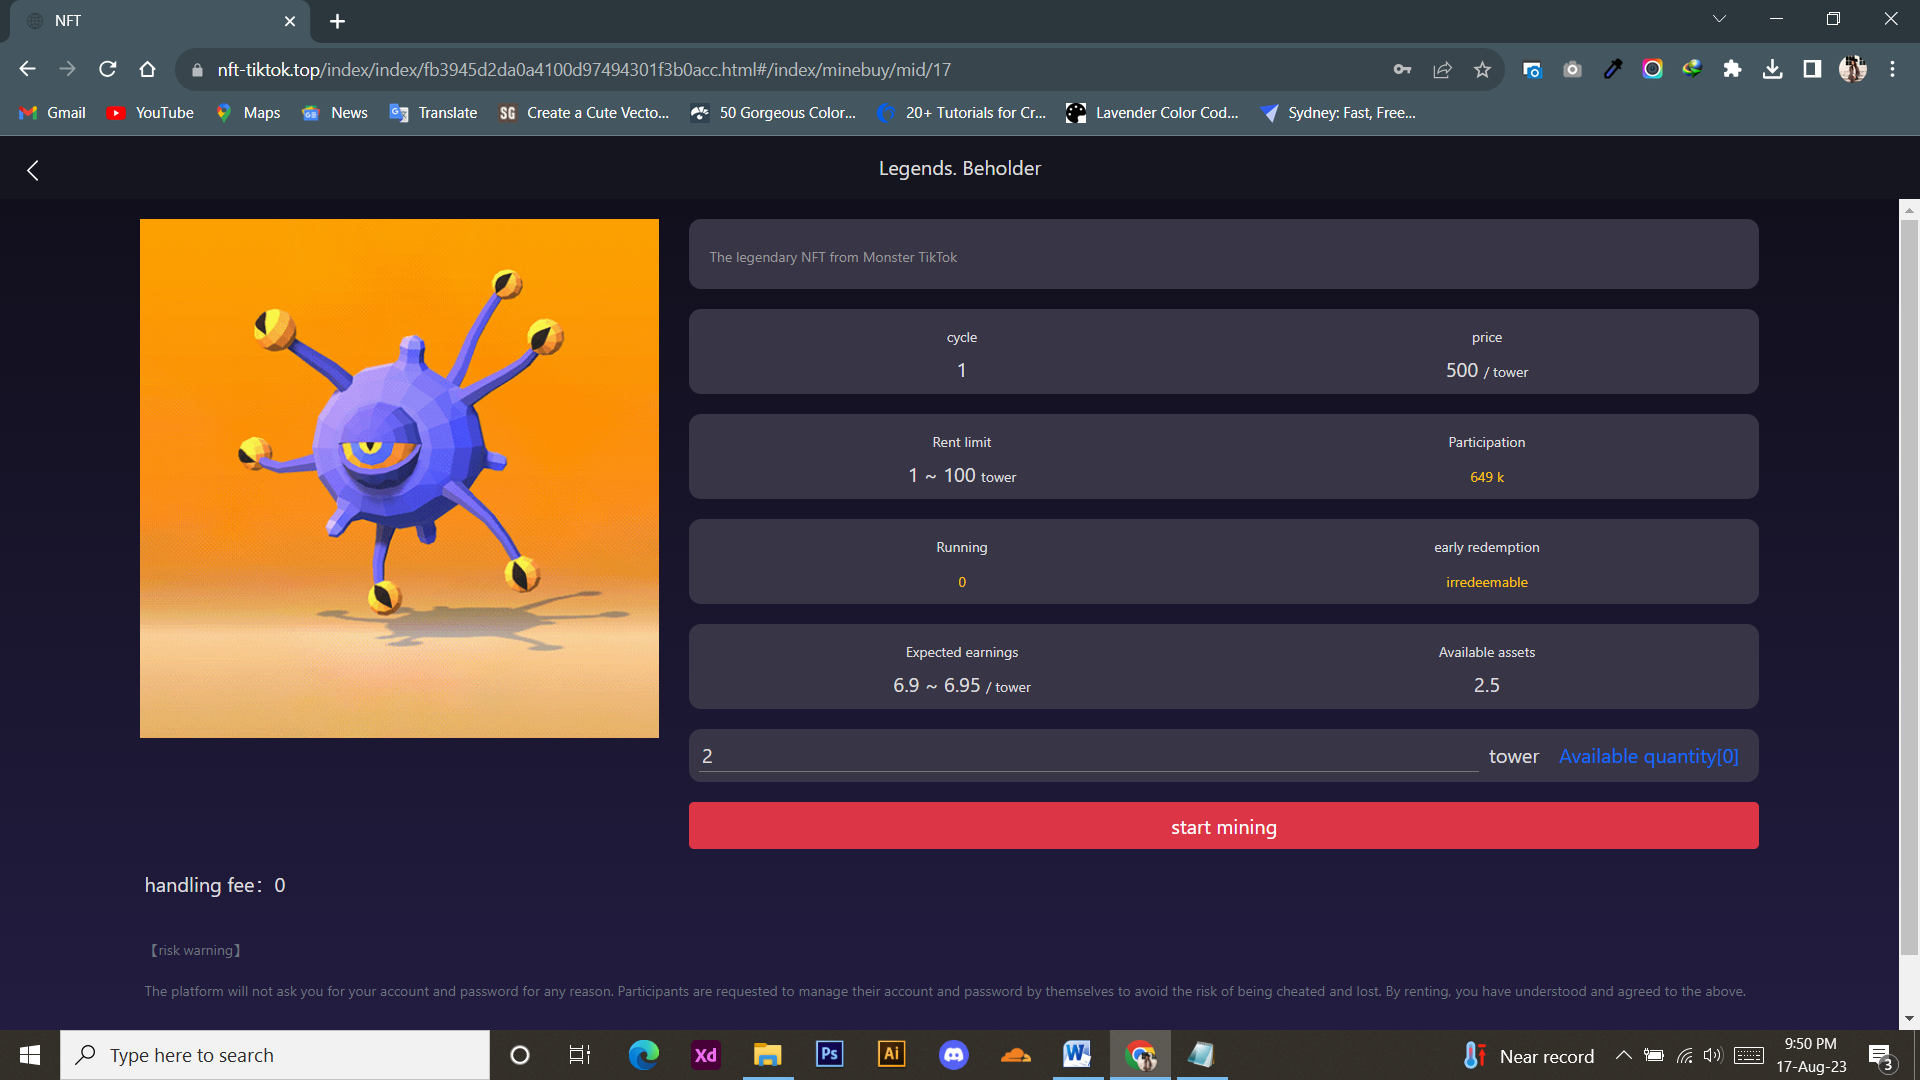 NFT
nft-tiktok.top/index/index/fb3945d2da0a4100d97494301f3b0acc.html#/index/minebuy/mid/17
Gmail YouTube Maps News Translate SG Create a Cute Vecto... 50 Gorgeous Color... 20+ Tutorials for Cr... Lavender Color Cod... Sydney: Fast, Free...
Legends. Beholder
The legendary NFT from Monster TikTok
cycle price
1 500 / tower
Rent limit Participation
1 ~ 100 tower 649 k
Running early redemption
0 irredeemable
Expected earnings Available assets
6.9 ~ 6.95 / tower 2.5
2 tower Available quantity[0]
start mining
handling fee：0
【risk warning】
The platform will not ask you for your account and password for any reason. Participants are requested to manage their account and password by themselves to avoid the risk of being cheated and lost. By renting, you have understood and agreed to the above.
Type here to search Xd Ps Ai W Near record 9:50 PM
17-Aug-23 3